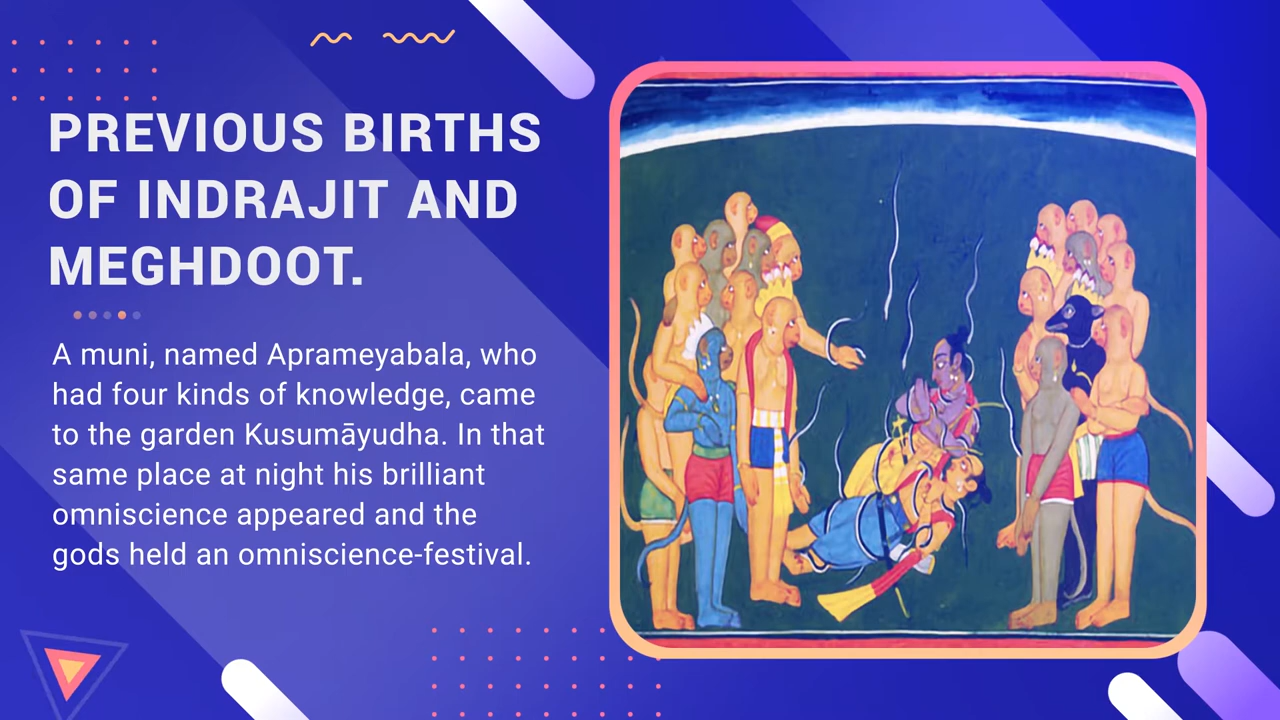 PREVIOUS BIRTHS
OF INDRAJIT AND
MEGHDOOT.
A muni, named Aprameyabala, who
had four kinds of knowledge, came
to the garden Kusumāyudha. In that
same place at night his brilliant
omniscience appeared and the
gods held an omniscience-festival.